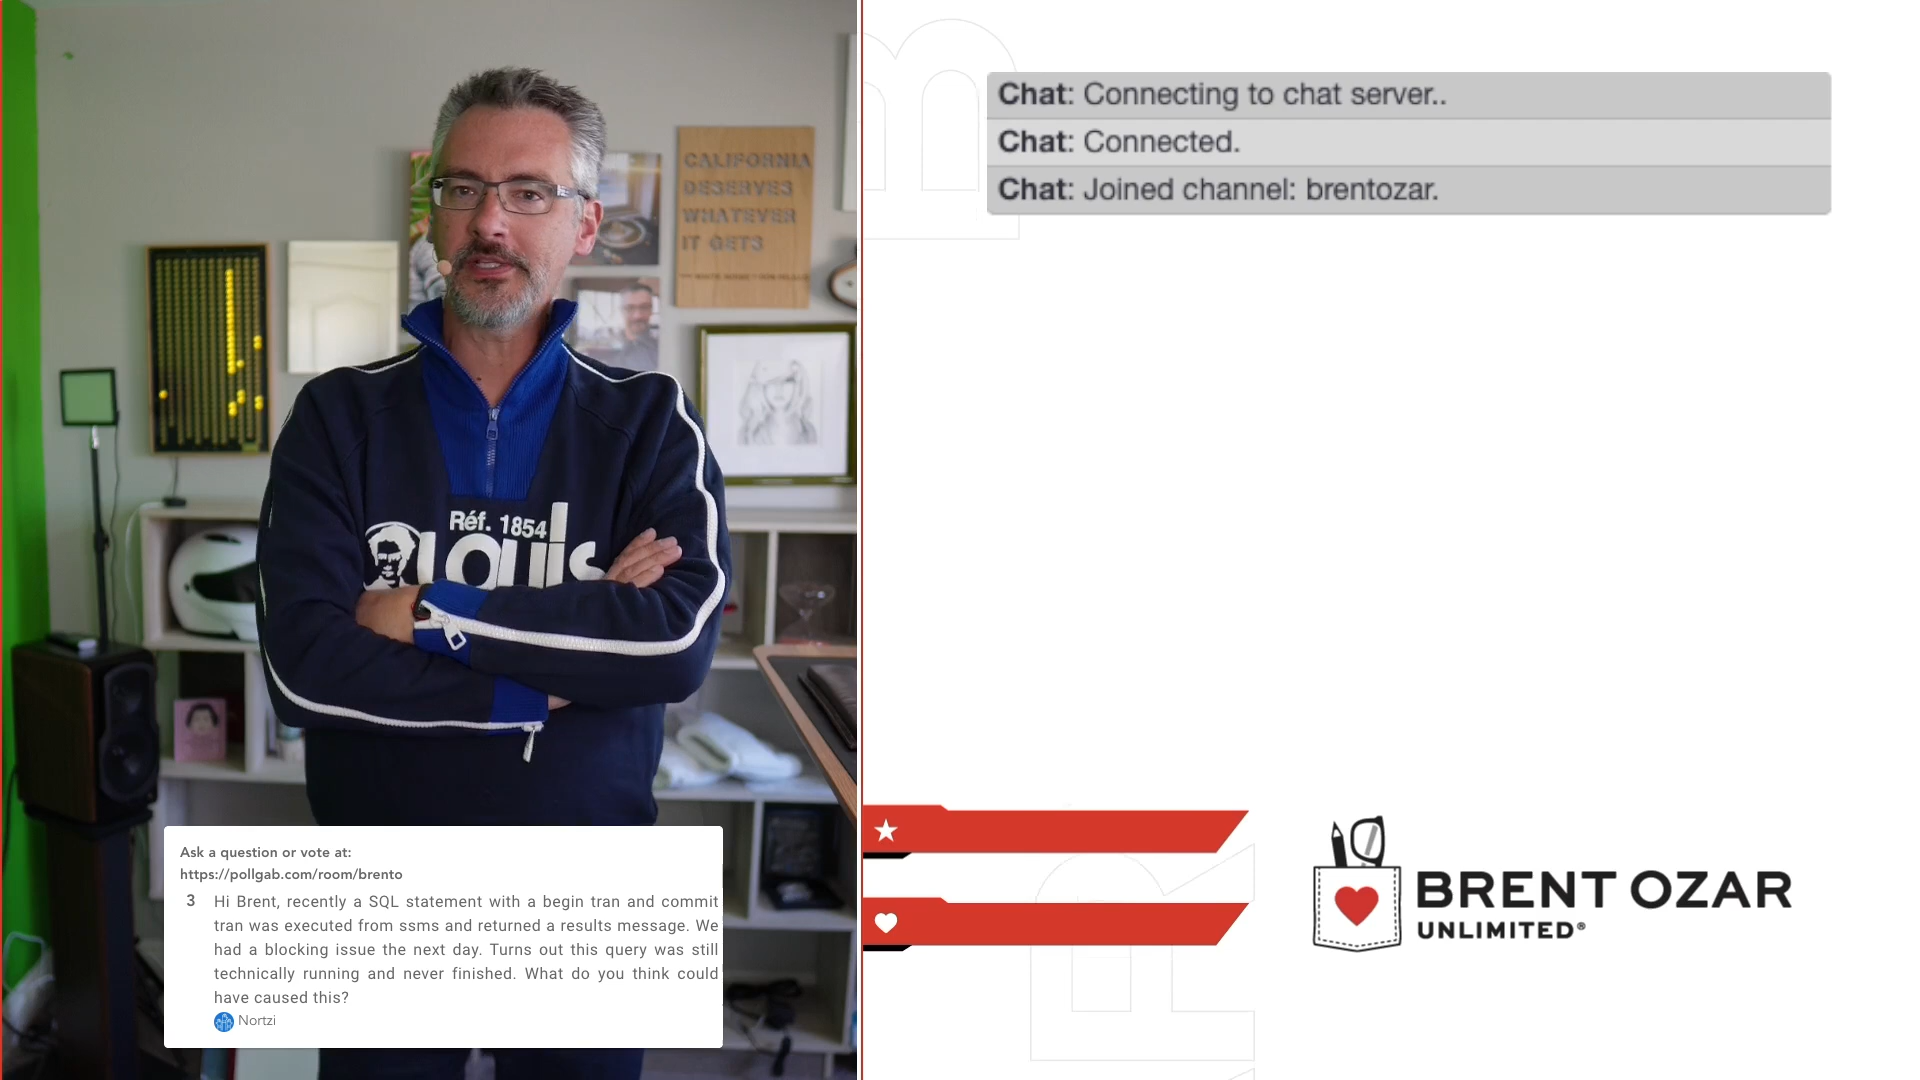 CALIFORNIA
DESERVES
WHATEVER
IT GETS
Réf. 1854
LOUIS
Ask a question or vote at:
https://pollgab.com/room/brento
3 Hi Brent, recently a SQL statement with a begin tran and commit
tran was executed from ssms and returned a results message. We
had a blocking issue the next day. Turns out this query was still
technically running and never finished. What do you think could
have caused this?
Nortzi
Chat: Connecting to chat server..
Chat: Connected.
Chat: Joined channel: brentozar.
BRENT OZAR
UNLIMITED®